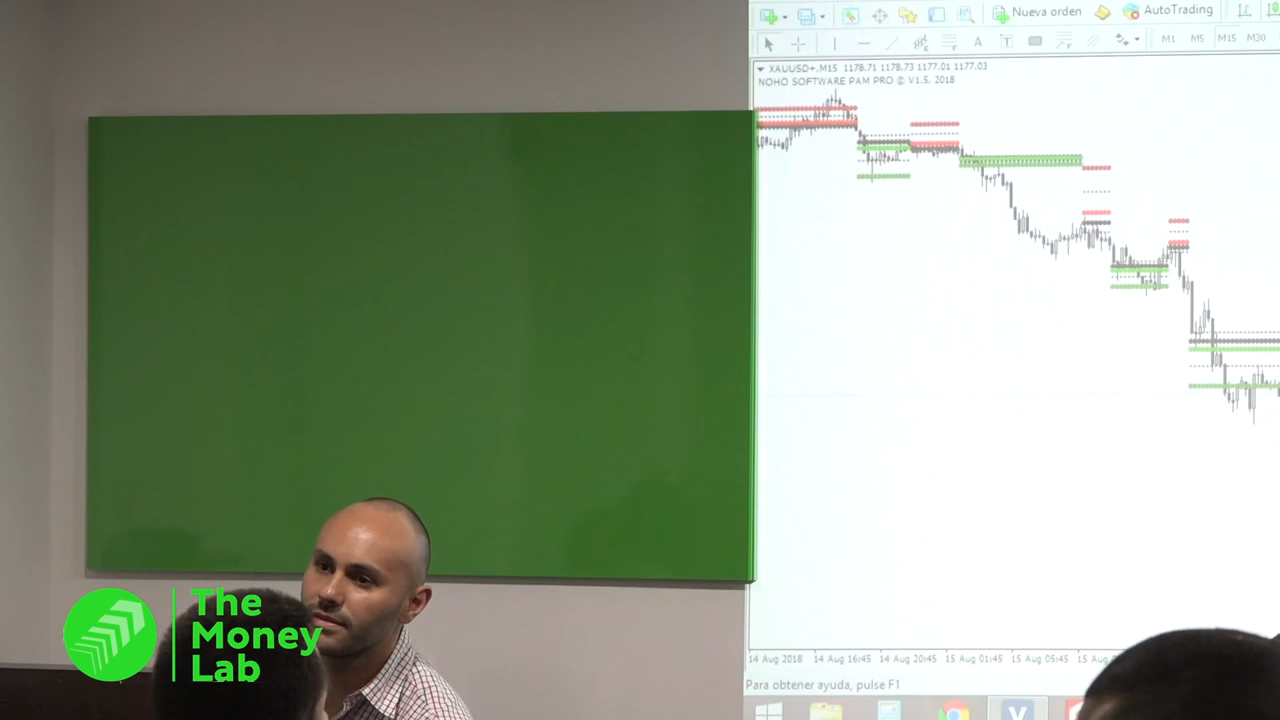 Nueva orden
AutoTrading
A
T
M1 M5 M15 M30
XAUUSD+,M15 1178.71 1178.73 1177.01 1177.03
NOHO SOFTWARE PAM PRO © V1.5. 2018
14 Aug 2018 14 Aug 16:45 14 Aug 20:45 15 Aug 01:45 15 Aug 05:45 15 Aug
Para obtener ayuda, pulse F1
The
Money
Lab